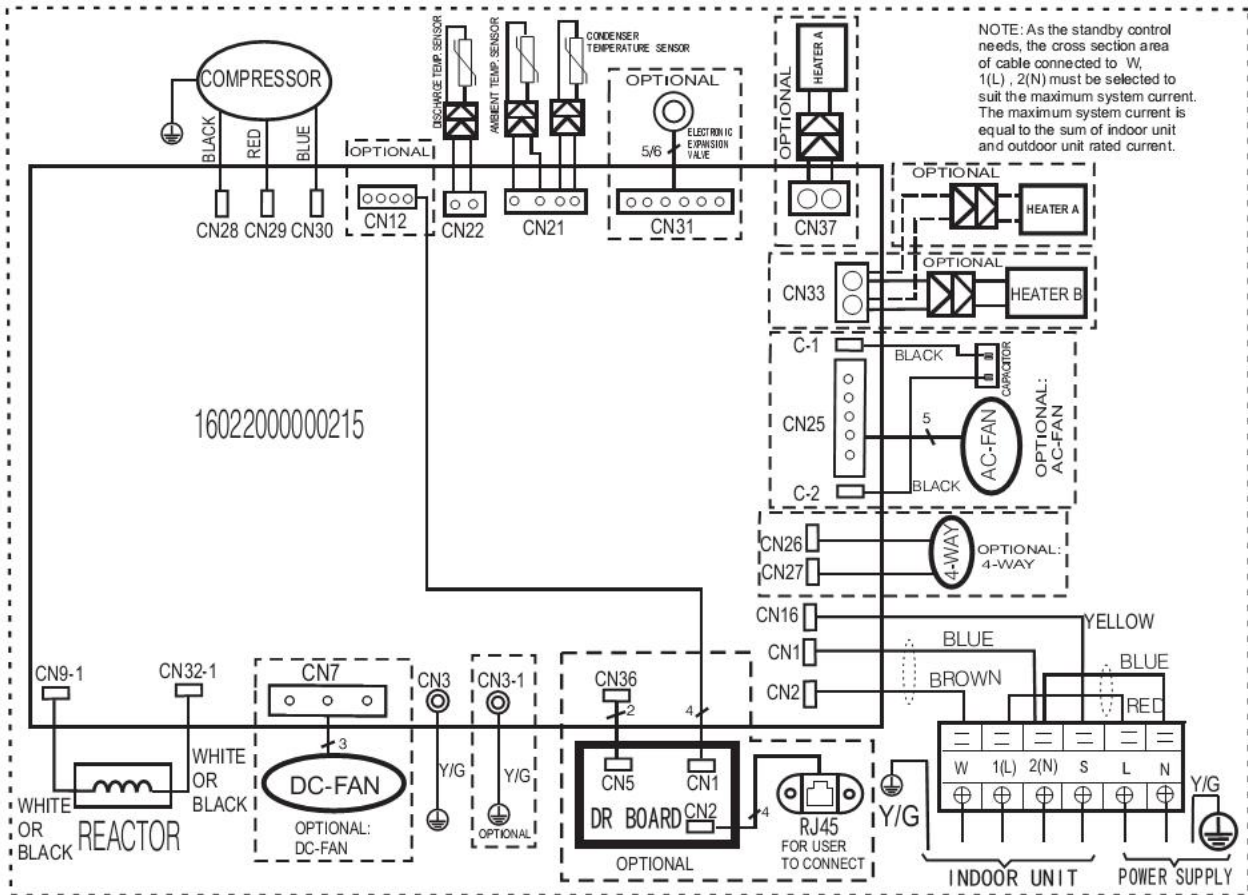 COMPRESSOR
BLACK
RED
BLUE
CN28
CN29
CN30
OPTIONAL
CN12
DISCHARGE TEMP. SENSOR
CN22
AMBIENT TEMP. SENSOR
CONDENSER
TEMPERATURE SENSOR
CN21
OPTIONAL
ELECTRONIC
EXPANSION
VALVE
5/6
CN31
OPTIONAL
HEATER A
CN37
NOTE: As the standby control
needs, the cross section area
of cable connected to W,
1(L) , 2(N) must be selected to
suit the maximum system current.
The maximum system current is
equal to the sum of indoor unit
and outdoor unit rated current.
OPTIONAL
HEATER A
OPTIONAL
CN33
HEATER B
C-1
BLACK
CAPACITOR
CN25
5
AC-FAN
OPTIONAL:
AC-FAN
C-2
BLACK
16022000000215
CN26
CN27
4-WAY
OPTIONAL:
4-WAY
CN16
YELLOW
CN1
BLUE
BLUE
CN2
BROWN
RED
CN9-1
CN32-1
WHITE
OR
BLACK
REACTOR
WHITE
OR
BLACK
CN7
3
DC-FAN
OPTIONAL:
DC-FAN
CN3
Y/G
CN3-1
Y/G
OPTIONAL
CN36
2
4
CN5
CN1
DR BOARD
CN2
4
OPTIONAL
RJ45
FOR USER
TO CONNECT
W
1(L)
2(N)
S
L
N
Y/G
Y/G
INDOOR UNIT
POWER SUPPLY